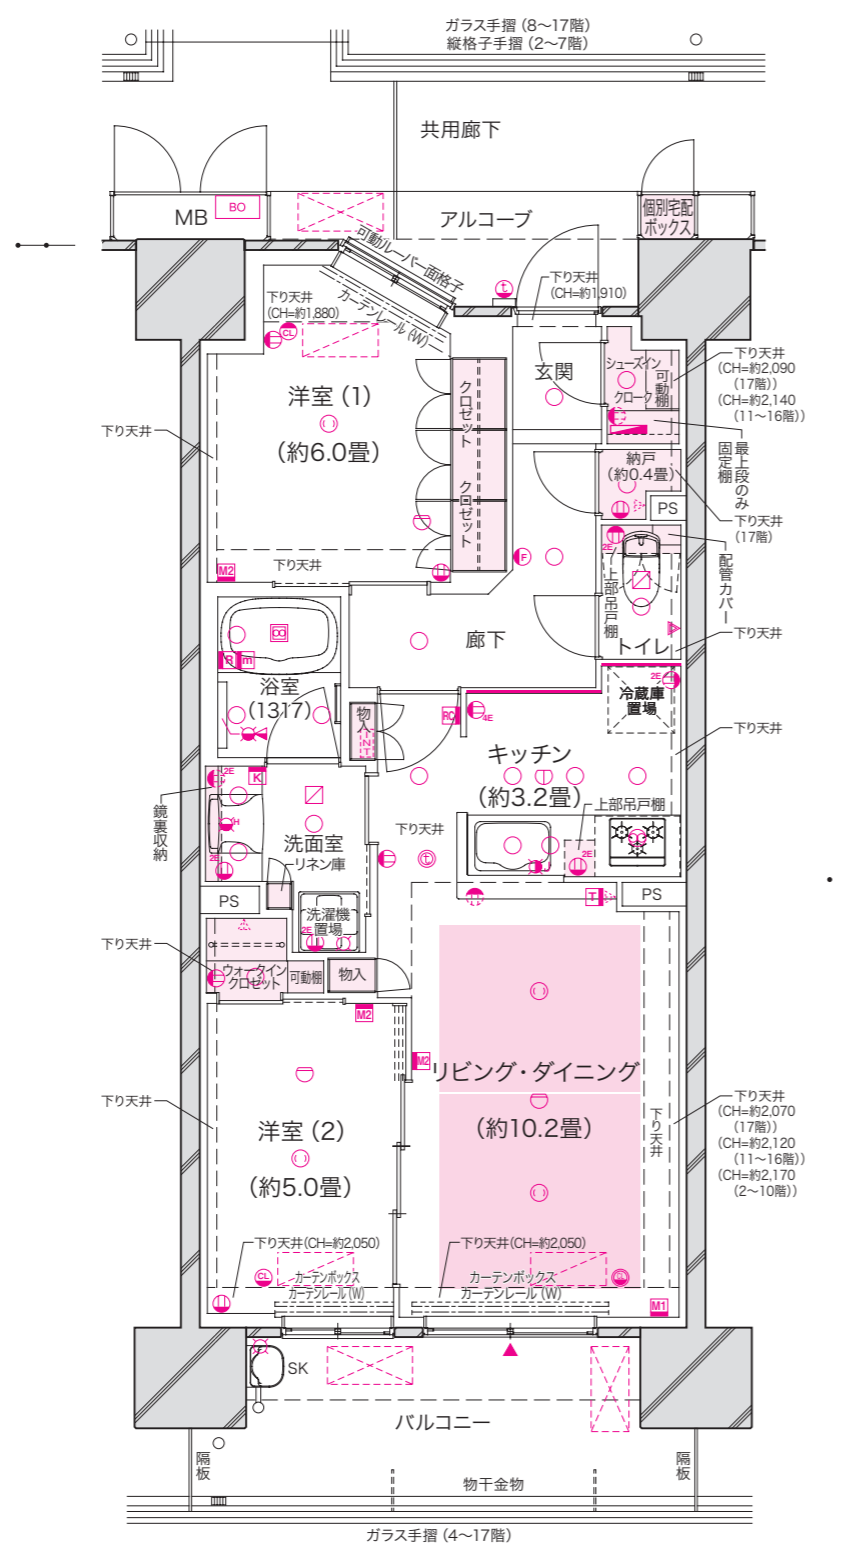 ガラス手摺（8〜17階）
縦格子手摺（2〜7階）
共用廊下
MB
BO
アルコーブ
個別宅配
ボックス
可動ルーバー面格子
カーテンレール（W）
下り天井
（CH=約1,880）
CL
t
下り天井
（CH=約1,910）
玄関
シューズイン
クローク
可動棚
下り天井
（CH=約2,090
（17階））
（CH=約2,140
（11〜16階））
洋室（1）
（約6.0畳）
クロゼット
クロゼット
下り天井
最上段のみ
固定棚
納戸
（約0.4畳）
PS
下り天井
（17階）
下り天井
M2
F
2E
上部吊戸棚
配管カバー
トイレ
下り天井
廊下
R
m
浴室
（1317）
物入
INT
RC
4E
2E
冷蔵庫
置場
下り天井
キッチン
（約3.2畳）
上部吊戸棚
2E
K
2E
H
鏡裏収納
洗面室
リネン庫
2E
下り天井
t
PS
洗濯機
置場
2E
T
PS
下り天井
ウォークイン
クロゼット
可動棚
物入
M2
M2
リビング・ダイニング
（約10.2畳）
下り天井
下り天井
洋室（2）
（約5.0畳）
下り天井
（CH=約2,070
（17階））
（CH=約2,120
（11〜16階））
（CH=約2,170
（2〜10階））
下り天井（CH=約2,050）
下り天井（CH=約2,050）
CL
カーテンボックス
カーテンレール（W）
カーテンボックス
カーテンレール（W）
M1
SK
バルコニー
隔板
隔板
物干金物
ガラス手摺（4〜17階）